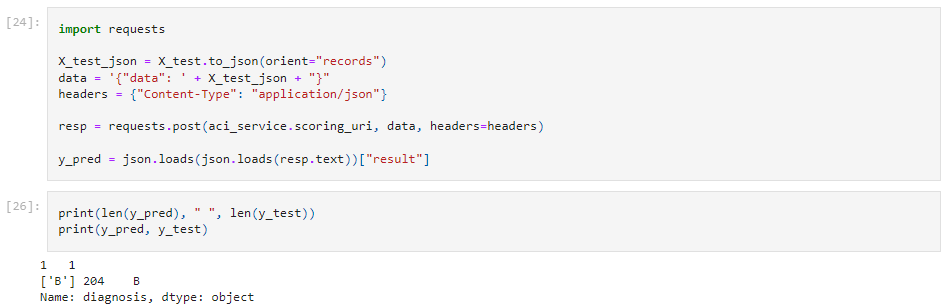 [24]:
import requests
X_test_json = X_test.to_json(orient="records")
data = '{"data": ' + X_test_json + "}"
headers = {"Content-Type": "application/json"}
resp = requests.post(aci_service.scoring_uri, data, headers=headers)
y_pred = json.loads(json.loads(resp.text))["result"]
[26]:
print(len(y_pred), " ", len(y_test))
print(y_pred, y_test)
1   1
['B'] 204    B
Name: diagnosis, dtype: object